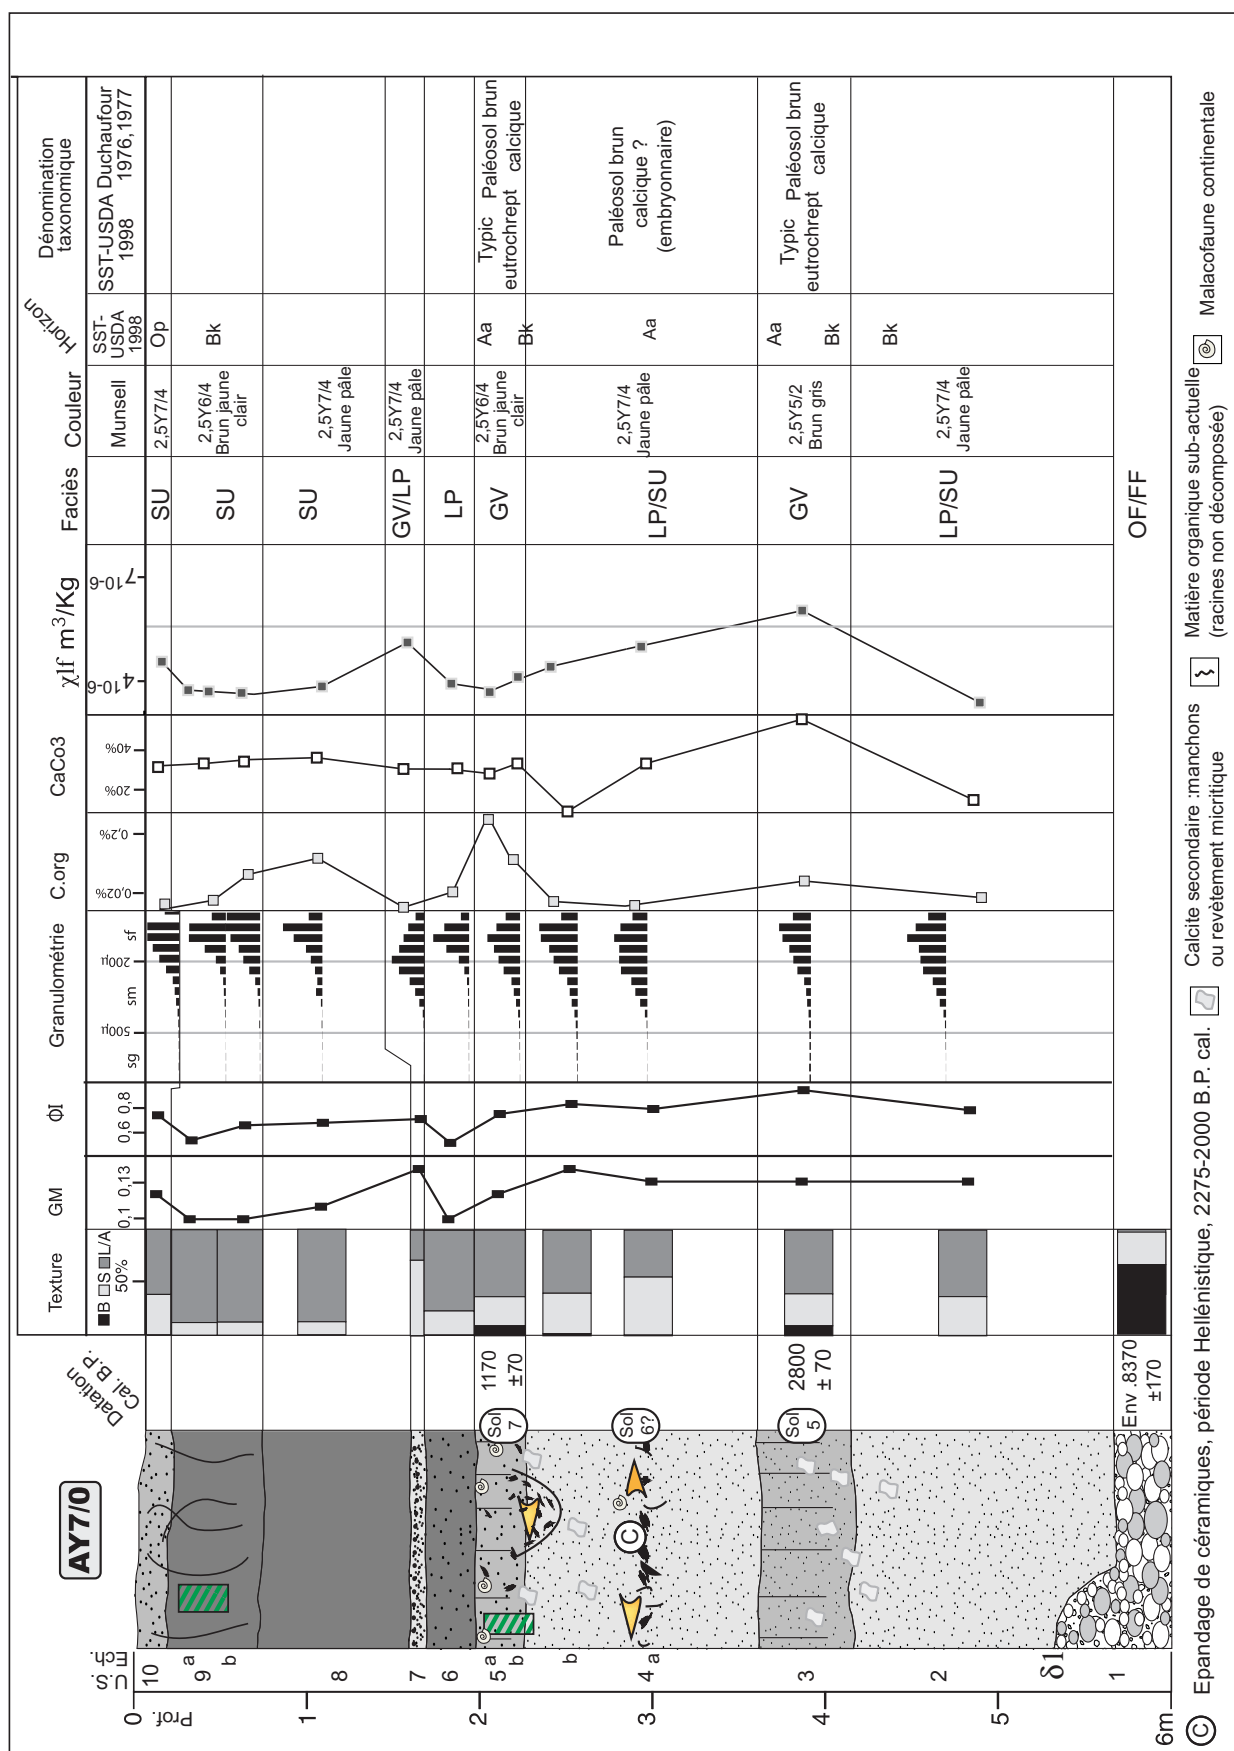 AY7/0
Dénomination
taxonomique
Horizon
Couleur
Faciès
χlf m³/Kg
CaCo3
C.org
Granulométrie
ΦI
GM
Texture
Datation
Cal. B.P.
U.S.
Ech.
Prof.
SST-USDA Duchaufour
1998 1976,1977
SST-
USDA
1998
Munsell
410-6 710-6
20% 40%
0,02% 0,2%
sg 500µ sm 200µ sf
0,6 0,8
0,1 0,13
■B □S ■L/A
50%
0
10
SU
2,5Y7/4
Op
9
a
b
SU
2,5Y6/4
Brun jaune
clair
Bk
1
8
SU
2,5Y7/4
Jaune pâle
7
GV/LP
2,5Y7/4
Jaune pâle
6
LP
2
5
a
b
Sol
7
1170
±70
GV
2,5Y6/4
Brun jaune
clair
Aa
Bk
Typic Paléosol brun
eutrochrept calcique
b
3
4
a
C
Sol
6?
LP/SU
2,5Y7/4
Jaune pâle
Aa
Paléosol brun
calcique ?
(embryonnaire)
3
4
Sol
5
2800
± 70
GV
2,5Y5/2
Brun gris
Aa
Bk
Typic Paléosol brun
eutrochrept calcique
2
5
LP/SU
2,5Y7/4
Jaune pâle
Bk
δ1
1
6m
Env .8370
±170
OF/FF
C Epandage de céramiques, période Hellénistique, 2275-2000 B.P. cal.
Calcite secondaire :manchons
ou revêtement micritique
Matière organique sub-actuelle
(racines non décomposée)
Malacofaune continentale